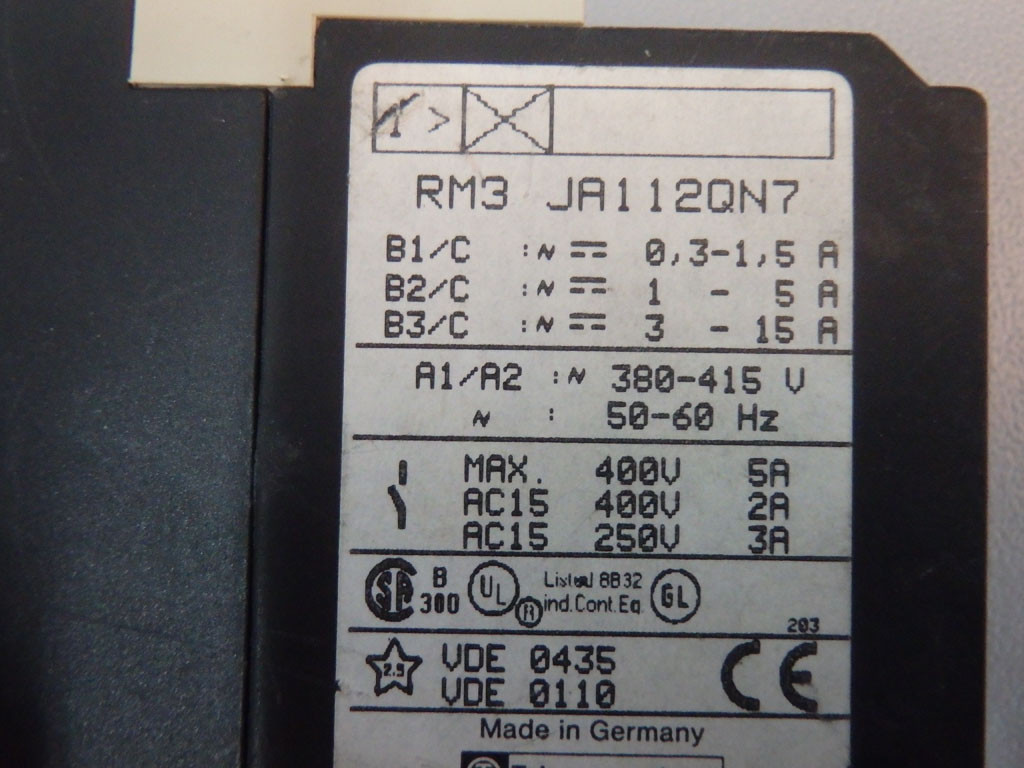 I >
RM3 JA112QN7
B1/C : ~ ⎓ 0,3-1,5 A
B2/C : ~ ⎓ 1 - 5 A
B3/C : ~ ⎓ 3 - 15 A
A1/A2 : ~ 380-415 V
~ : 50-60 Hz
MAX. 400V 5A
AC15 400V 2A
AC15 250V 3A
SA B 300 UL R Listed 8B32 ind.Cont.Eq. GL
203
2.5 VDE 0435 CE
VDE 0110
Made in Germany